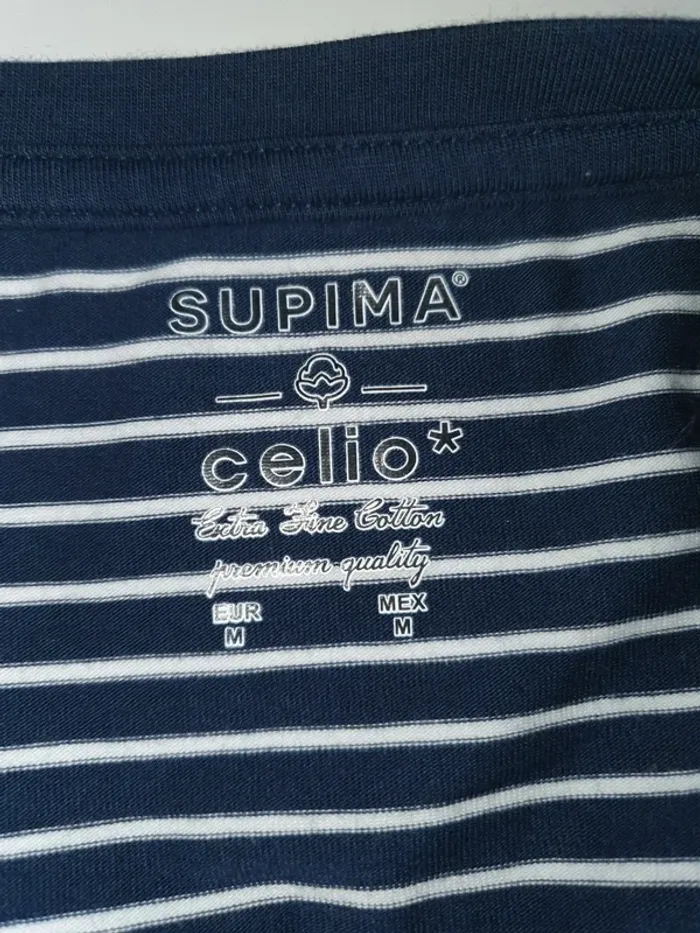 SUPIMA®
celio*
Extra Fine Cotton
premium quality
EUR MEX
M M